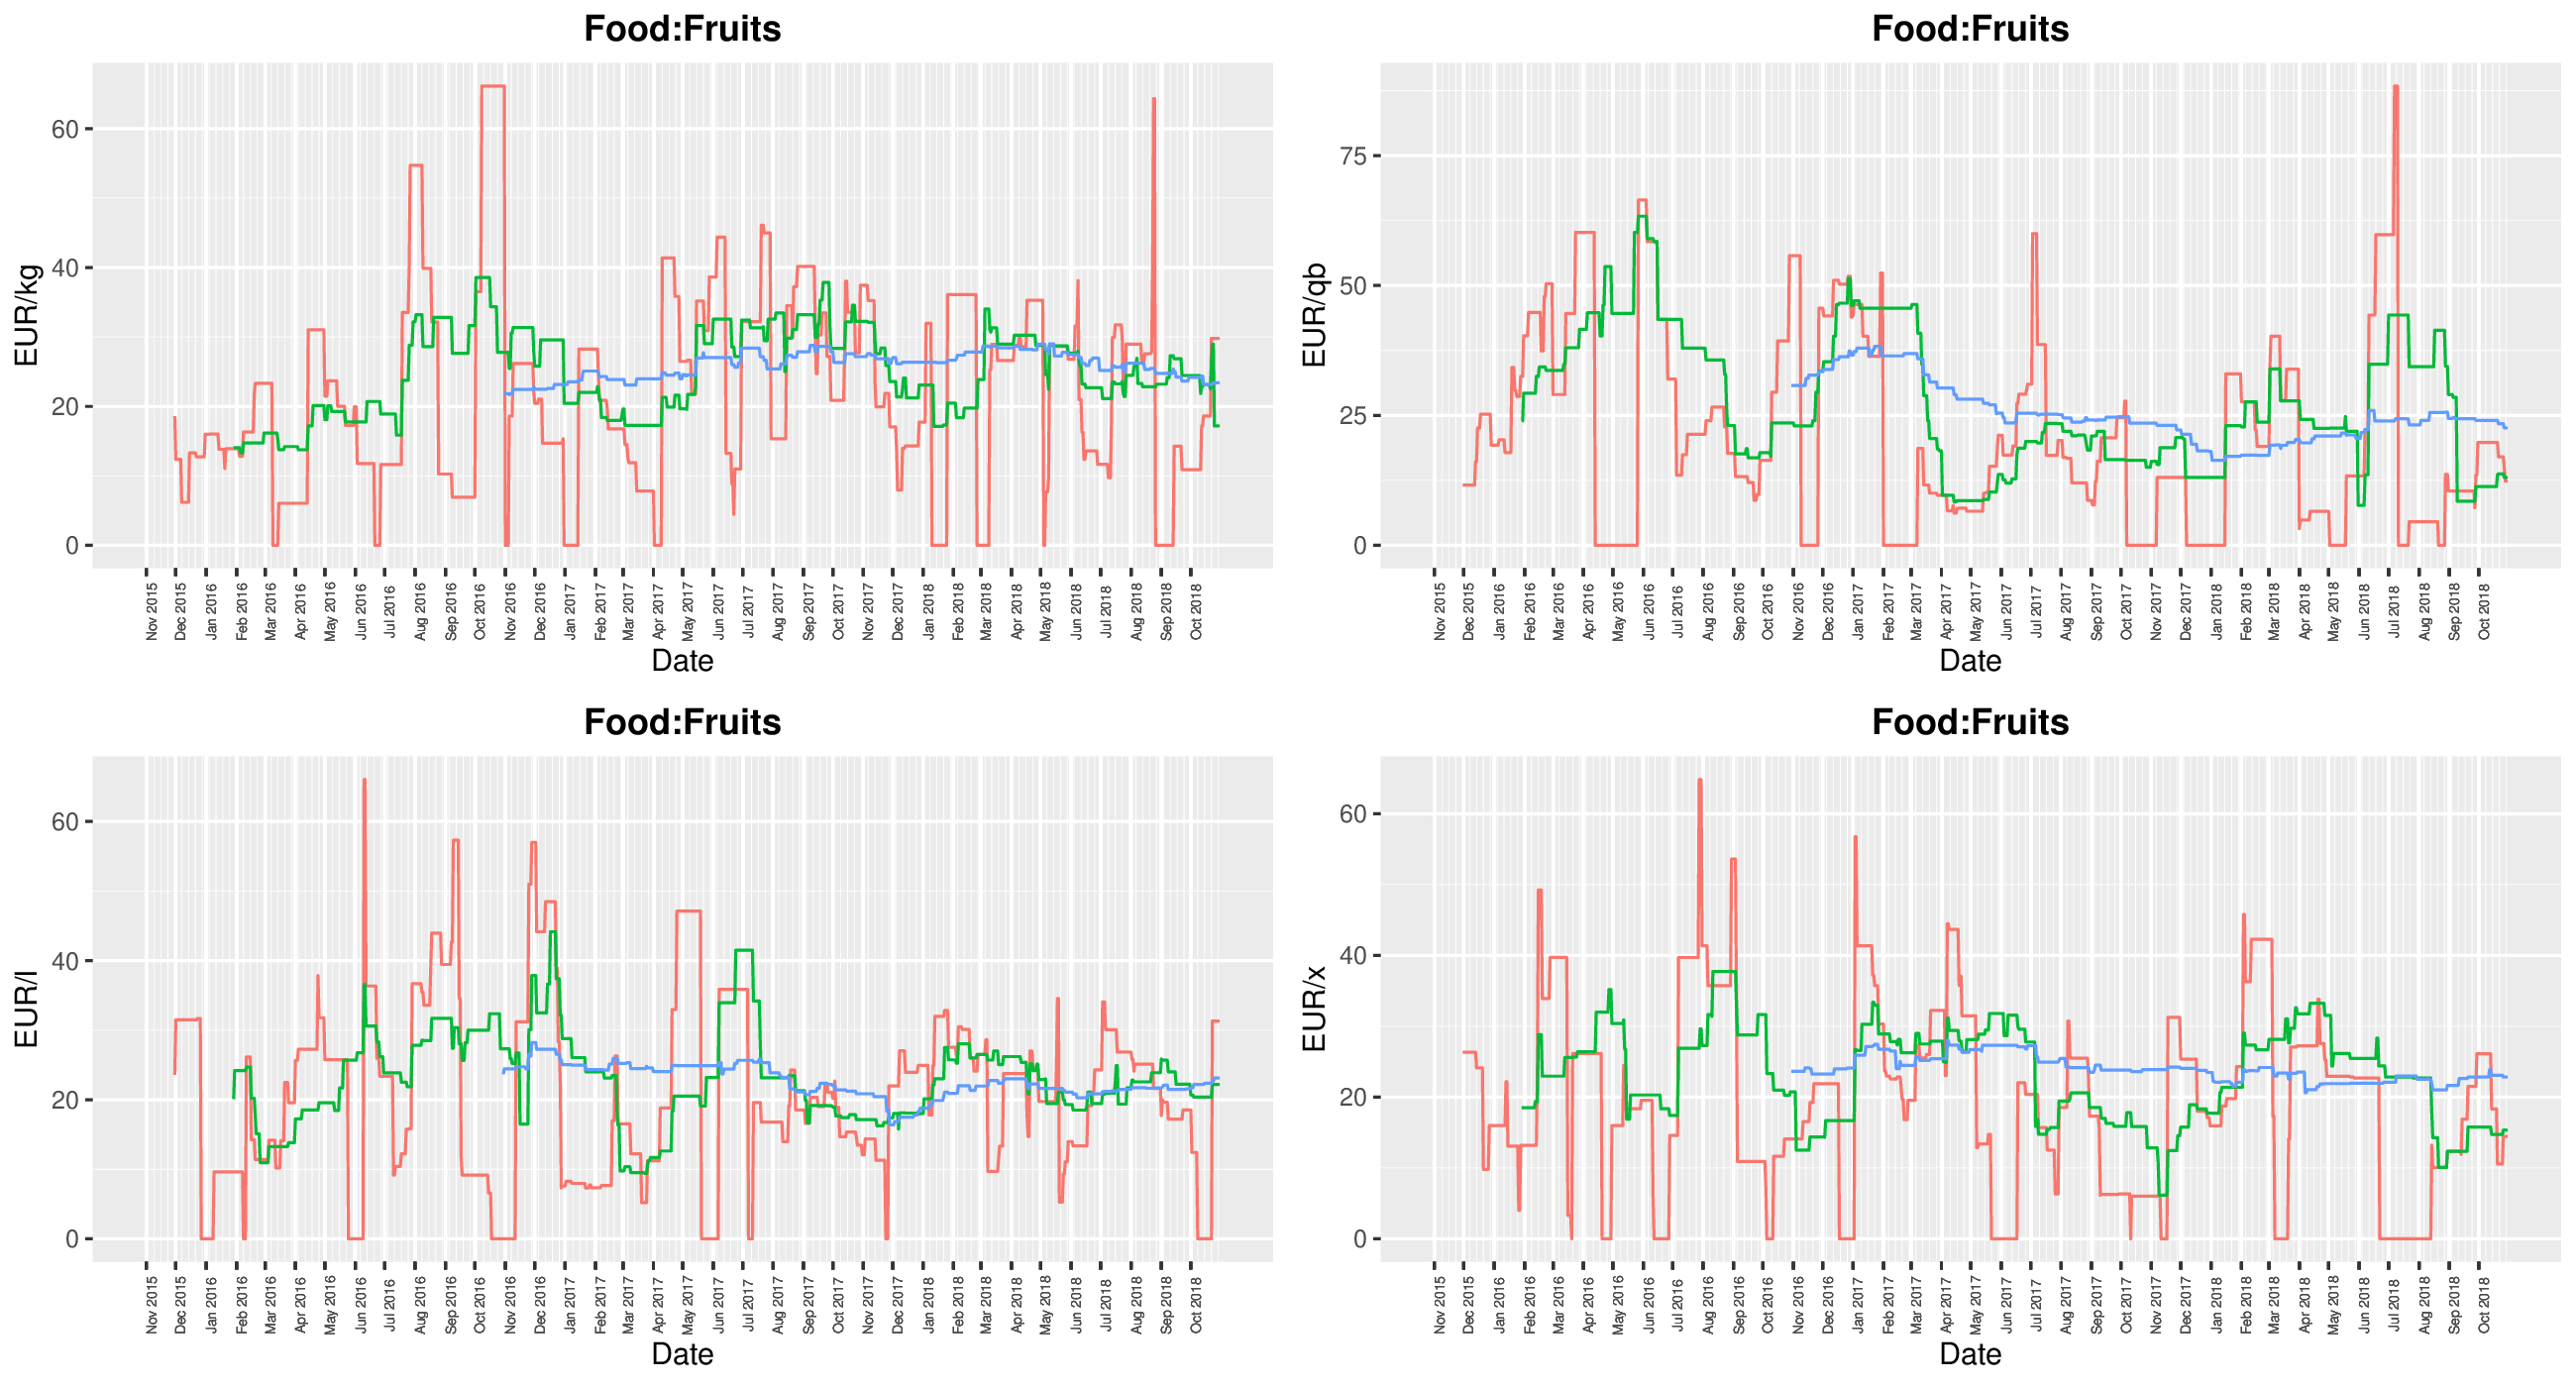 Food:Fruits
EUR/kg
60
40
20
0
Nov 2015
Dec 2015
Jan 2016
Feb 2016
Mar 2016
Apr 2016
May 2016
Jun 2016
Jul 2016
Aug 2016
Sep 2016
Oct 2016
Nov 2016
Dec 2016
Jan 2017
Feb 2017
Mar 2017
Apr 2017
May 2017
Jun 2017
Jul 2017
Aug 2017
Sep 2017
Oct 2017
Nov 2017
Dec 2017
Jan 2018
Feb 2018
Mar 2018
Apr 2018
May 2018
Jun 2018
Jul 2018
Aug 2018
Sep 2018
Oct 2018
Date
Food:Fruits
EUR/qb
75
50
25
0
Nov 2015
Dec 2015
Jan 2016
Feb 2016
Mar 2016
Apr 2016
May 2016
Jun 2016
Jul 2016
Aug 2016
Sep 2016
Oct 2016
Nov 2016
Dec 2016
Jan 2017
Feb 2017
Mar 2017
Apr 2017
May 2017
Jun 2017
Jul 2017
Aug 2017
Sep 2017
Oct 2017
Nov 2017
Dec 2017
Jan 2018
Feb 2018
Mar 2018
Apr 2018
May 2018
Jun 2018
Jul 2018
Aug 2018
Sep 2018
Oct 2018
Date
Food:Fruits
EUR/l
60
40
20
0
Nov 2015
Dec 2015
Jan 2016
Feb 2016
Mar 2016
Apr 2016
May 2016
Jun 2016
Jul 2016
Aug 2016
Sep 2016
Oct 2016
Nov 2016
Dec 2016
Jan 2017
Feb 2017
Mar 2017
Apr 2017
May 2017
Jun 2017
Jul 2017
Aug 2017
Sep 2017
Oct 2017
Nov 2017
Dec 2017
Jan 2018
Feb 2018
Mar 2018
Apr 2018
May 2018
Jun 2018
Jul 2018
Aug 2018
Sep 2018
Oct 2018
Date
Food:Fruits
EUR/x
60
40
20
0
Nov 2015
Dec 2015
Jan 2016
Feb 2016
Mar 2016
Apr 2016
May 2016
Jun 2016
Jul 2016
Aug 2016
Sep 2016
Oct 2016
Nov 2016
Dec 2016
Jan 2017
Feb 2017
Mar 2017
Apr 2017
May 2017
Jun 2017
Jul 2017
Aug 2017
Sep 2017
Oct 2017
Nov 2017
Dec 2017
Jan 2018
Feb 2018
Mar 2018
Apr 2018
May 2018
Jun 2018
Jul 2018
Aug 2018
Sep 2018
Oct 2018
Date